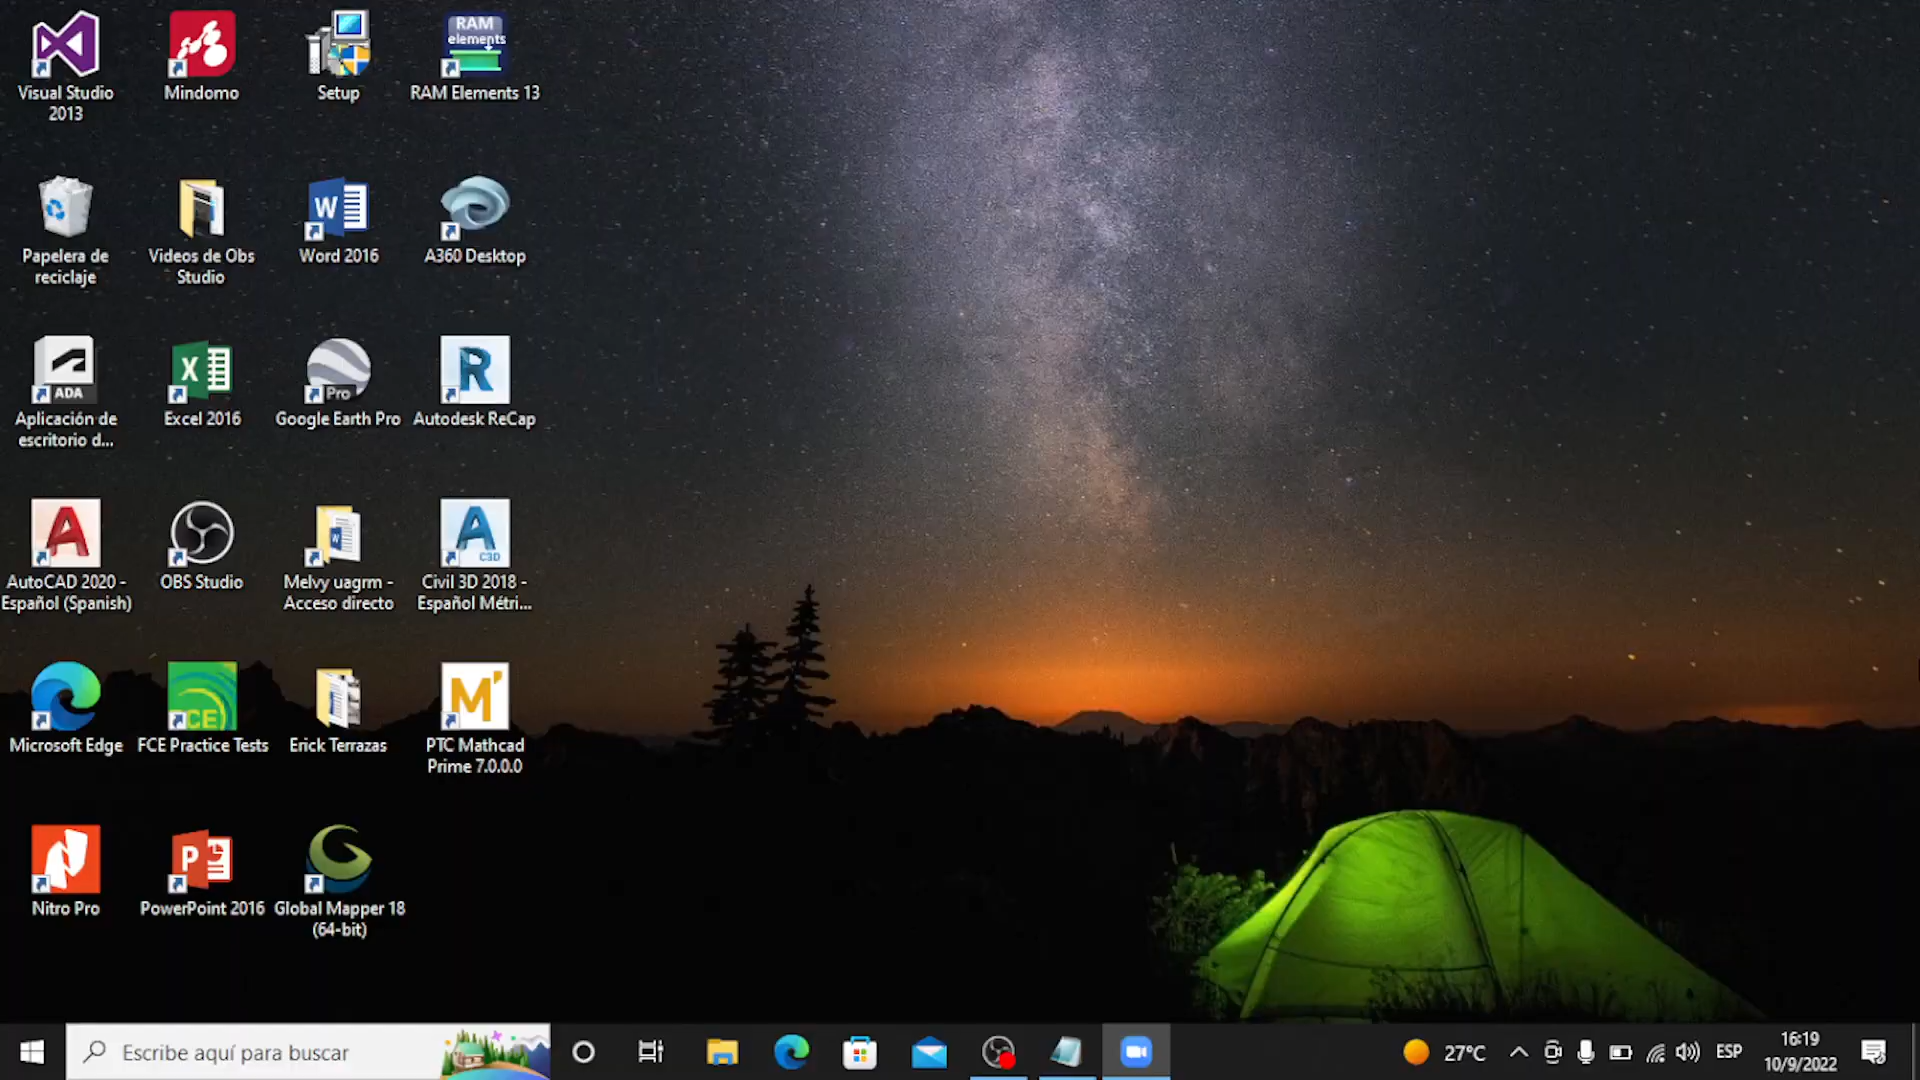 Visual Studio
2013
Mindomo
Setup
RAM
elements
RAM Elements 13
Papelera de
reciclaje
Videos de Obs
Studio
W
Word 2016
A360 Desktop
ADA
Aplicación de
escritorio d...
X
Excel 2016
Pro
Google Earth Pro
R
Autodesk ReCap
A
AutoCAD 2020 -
Español (Spanish)
OBS Studio
Melvy uagrm -
Acceso directo
A
C3D
Civil 3D 2018 -
Español Métri...
Microsoft Edge
CE
FCE Practice Tests
Erick Terrazas
M'
PTC Mathcad
Prime 7.0.0.0
Nitro Pro
P
PowerPoint 2016
Global Mapper 18
(64-bit)
Escribe aquí para buscar
27°C
ESP
16:19
10/9/2022